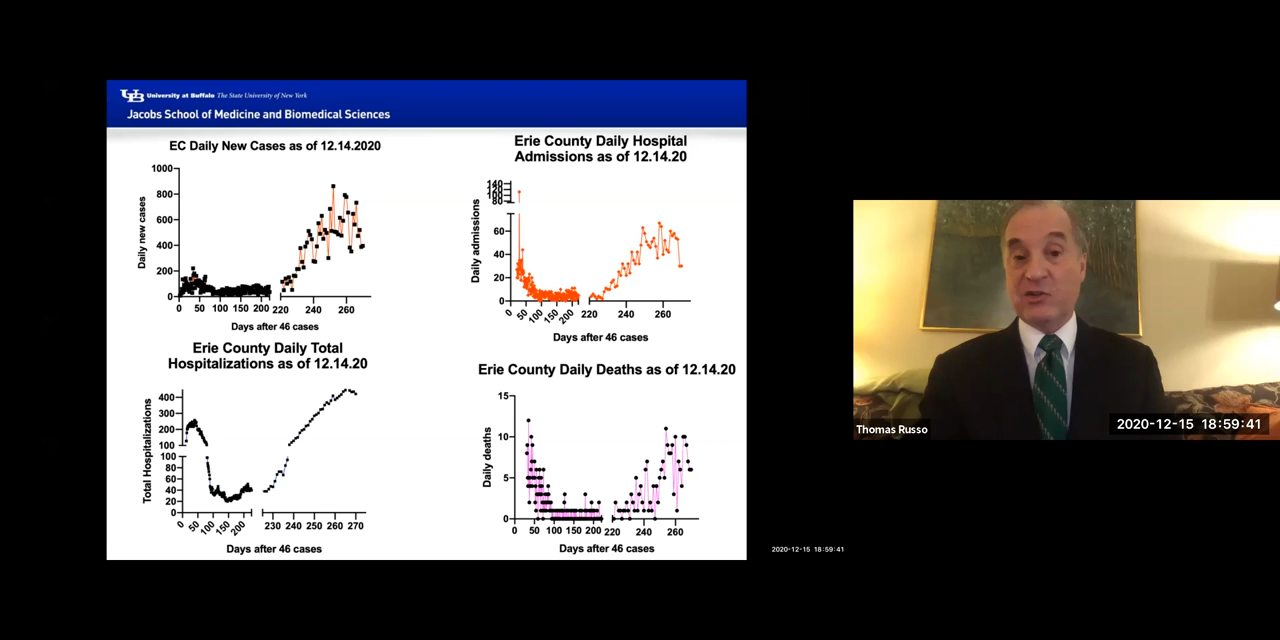 UB University at Buffalo The State University of New York
Jacobs School of Medicine and Biomedical Sciences
EC Daily New Cases as of 12.14.2020
Daily new cases
1000
800
600
400
200
0
0 50 100 150 200 220 240 260
Days after 46 cases
Erie County Daily Hospital
Admissions as of 12.14.20
Daily admissions
140
120
100
80
60
40
20
0
0 50 100 150 200 220 240 260
Days after 46 cases
Erie County Daily Total
Hospitalizations as of 12.14.20
Total Hospitalizations
400
300
200
100
100
80
60
40
20
0
0 50 100 150 200 230 240 250 260 270
Days after 46 cases
Erie County Daily Deaths as of 12.14.20
Daily deaths
15
10
5
0
0 50 100 150 200 220 240 260
Days after 46 cases
Thomas Russo
2020-12-15 18:59:41
2020-12-15 18:59:41